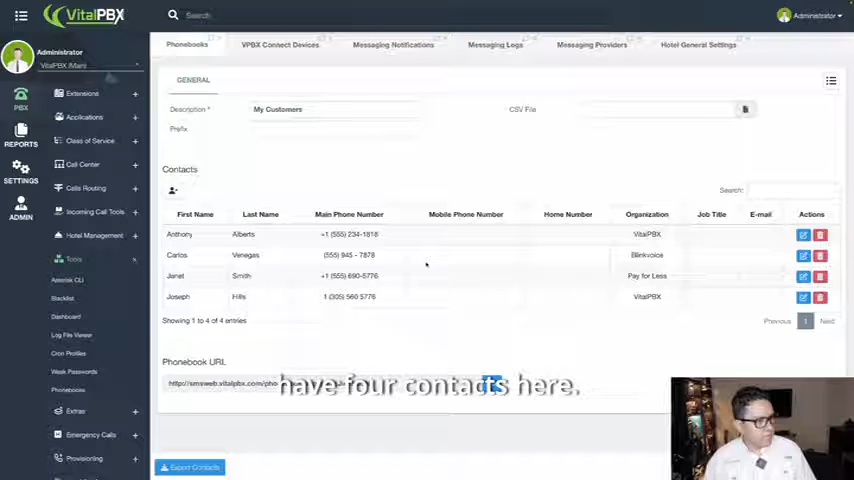 VitalPBX
Search
Administrator
Administrator
VitalPBX (Main)
Phonebooks
VPBX Connect Devices
Messaging Notifications
Messaging Logs
Messaging Providers
Hotel General Settings
PBX
REPORTS
SETTINGS
ADMIN
Extensions
Applications
Class of Service
Call Center
Calls Routing
Incoming Call Tools
Hotel Management
Tools
Asterisk CLI
Blacklist
Dashboard
Log File Viewer
Cron Profiles
Weak Passwords
Phonebooks
Extras
Emergency Calls
Provisioning
GENERAL
Description *
My Customers
CSV File
Prefix
Contacts
Search:
First Name Last Name Main Phone Number Mobile Phone Number Home Number Organization Job Title E-mail Actions
Anthony Alberts +1 (555) 234-1818 VitalPBX
Carlos Venegas (555) 945 - 7878 Blinkvoice
Janet Smith +1 (555) 690-5776 Pay for Less
Joseph Hills 1 (305) 560 5776 VitalPBX
Showing 1 to 4 of 4 entries
Previous 1 Next
Phonebook URL
http://smsweb.vitalpbx.com/phon
have four contacts here.
Export Contacts